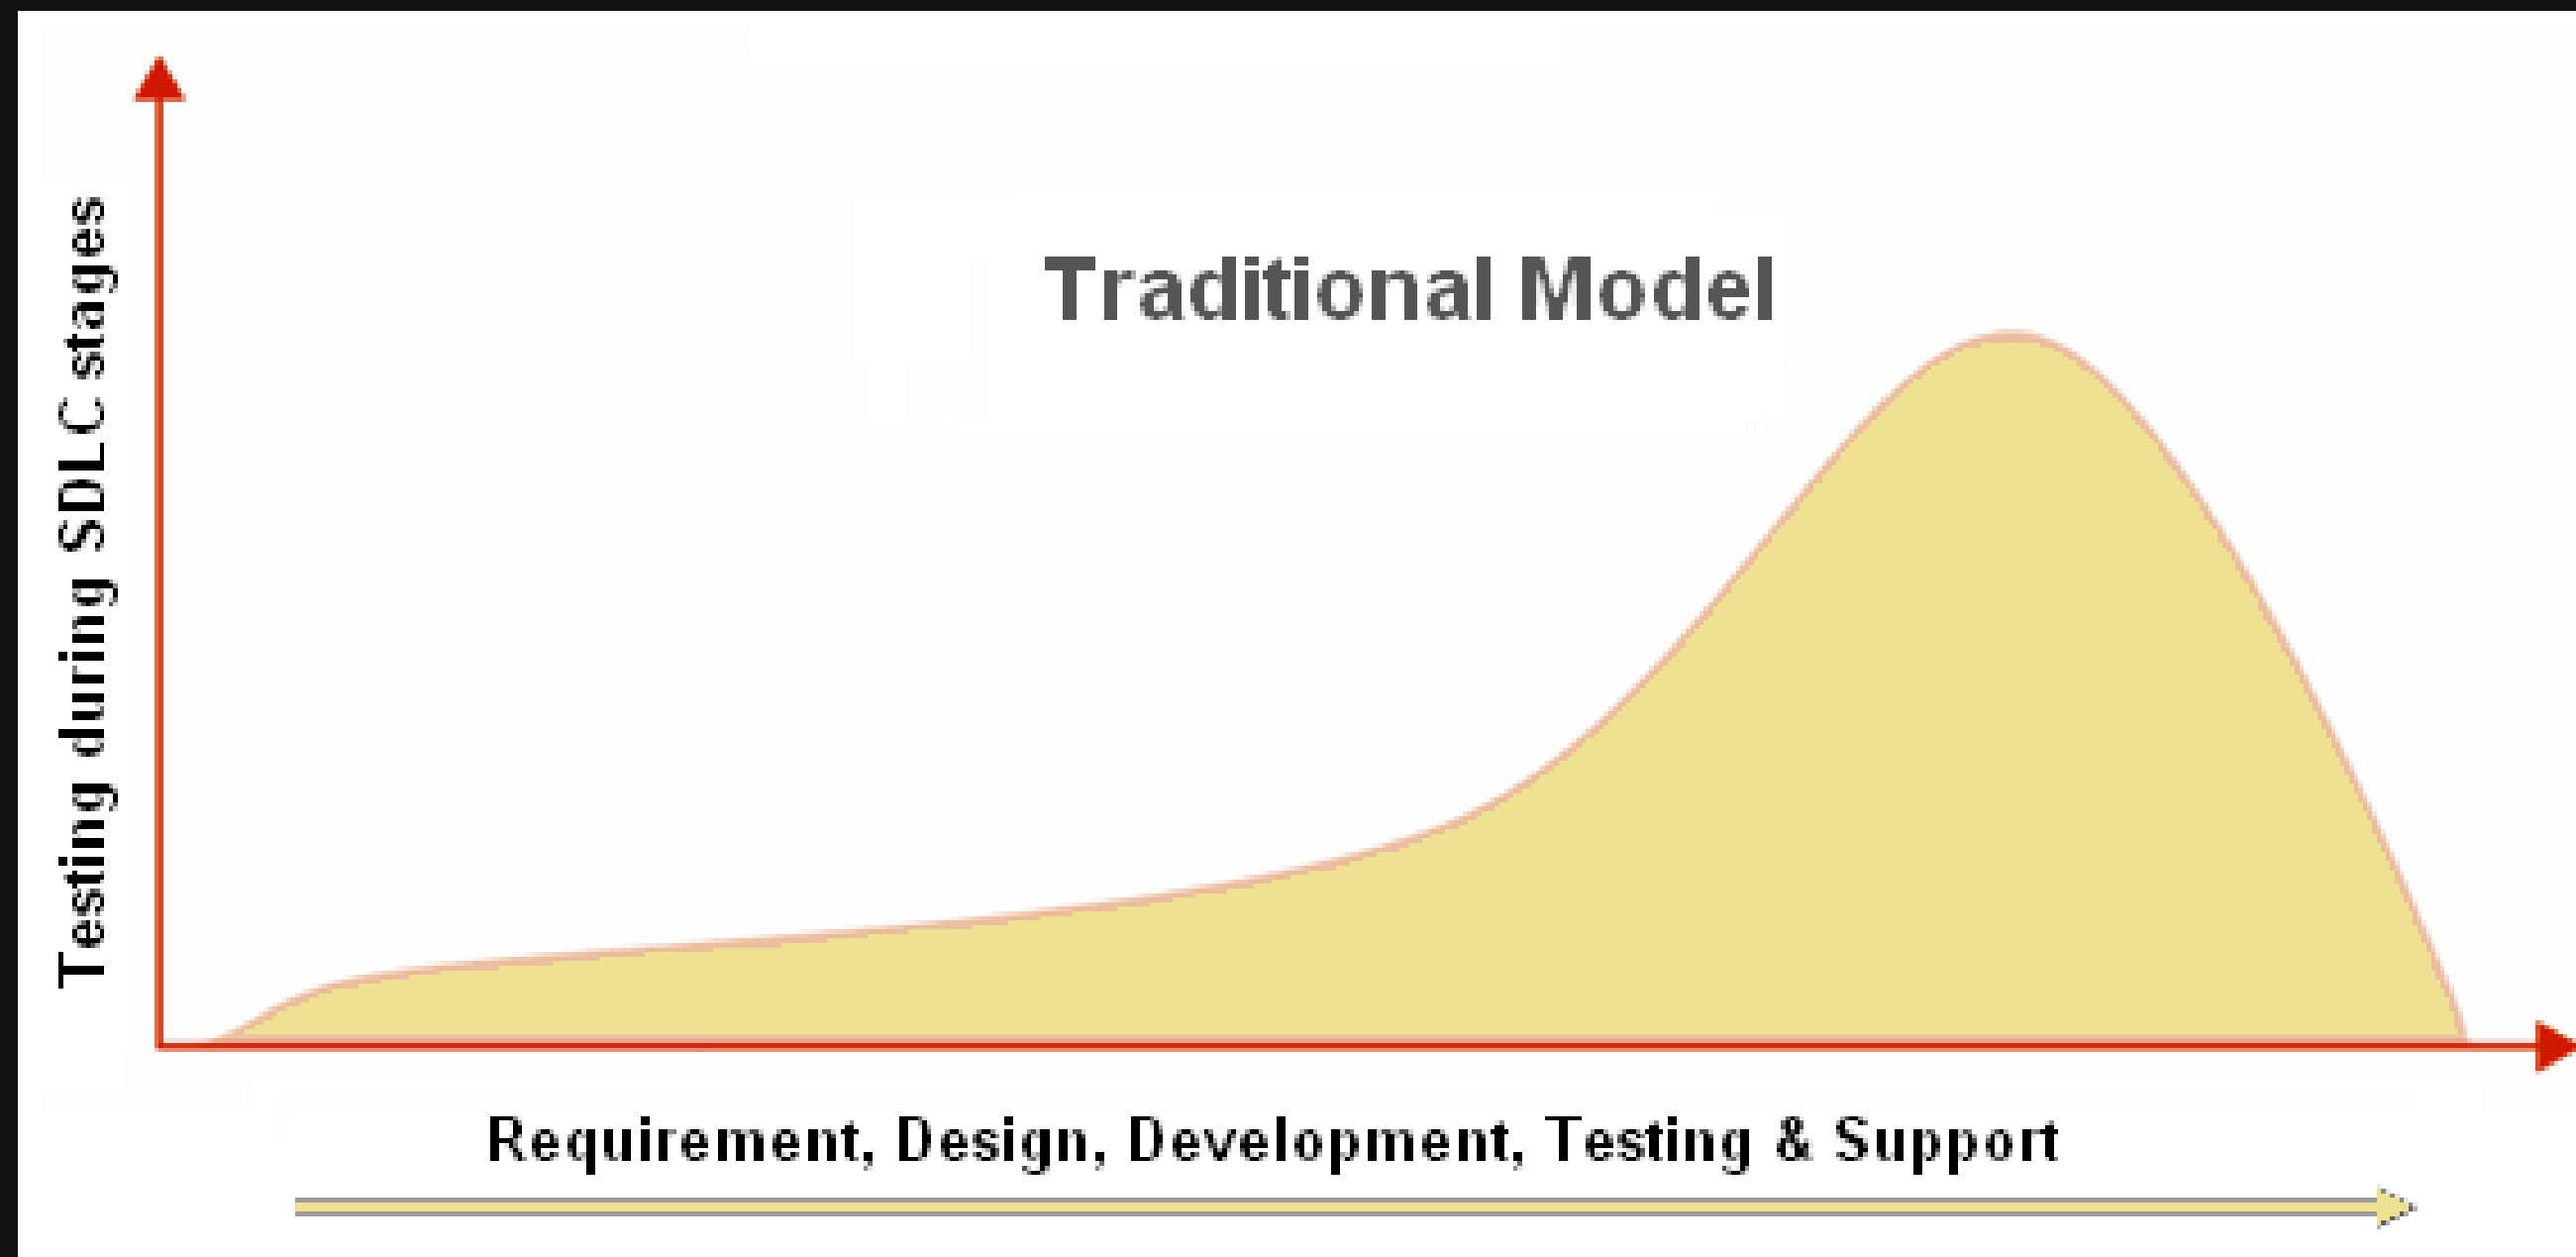 Traditional Model
Testing during SDLC stages
Requirement, Design, Development, Testing & Support